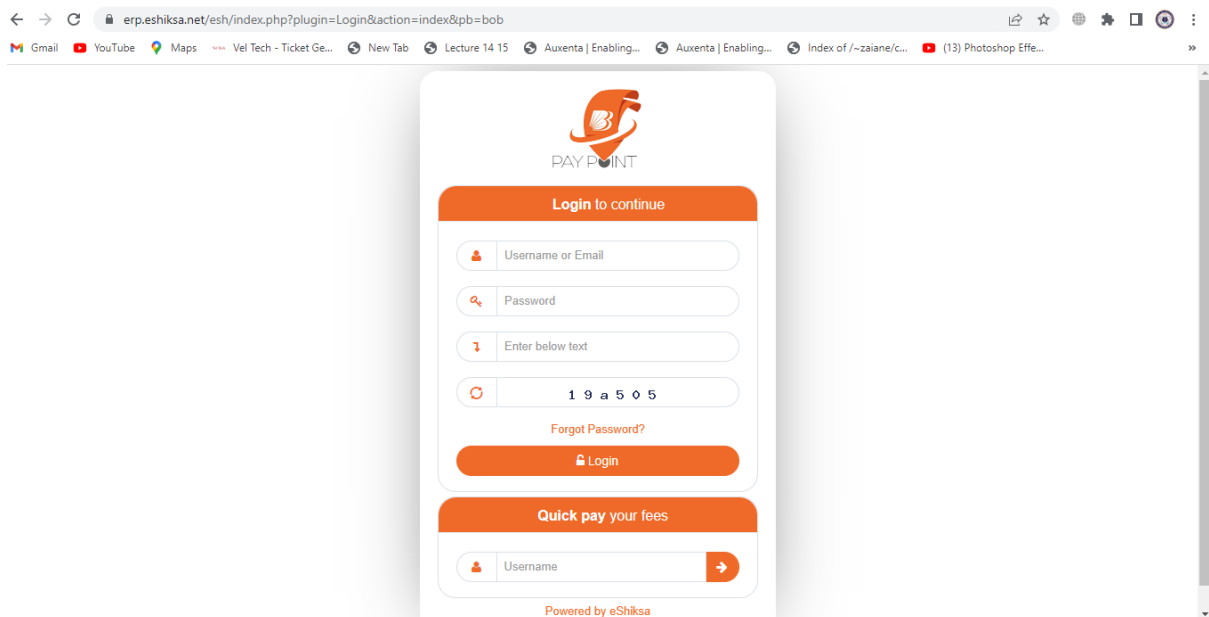 erp.eshiksa.net/esh/index.php?plugin=Login&action=index&pb=bob
Gmail YouTube Maps Vel Tech - Ticket Ge... New Tab Lecture 14 15 Auxenta | Enabling... Auxenta | Enabling... Index of /~zaiane/c... (13) Photoshop Effe... »
B
PAY POINT
Login to continue
Username or Email
Password
Enter below text
1 9 a 5 0 5
Forgot Password?
Login
Quick pay your fees
Username
Powered by eShiksa